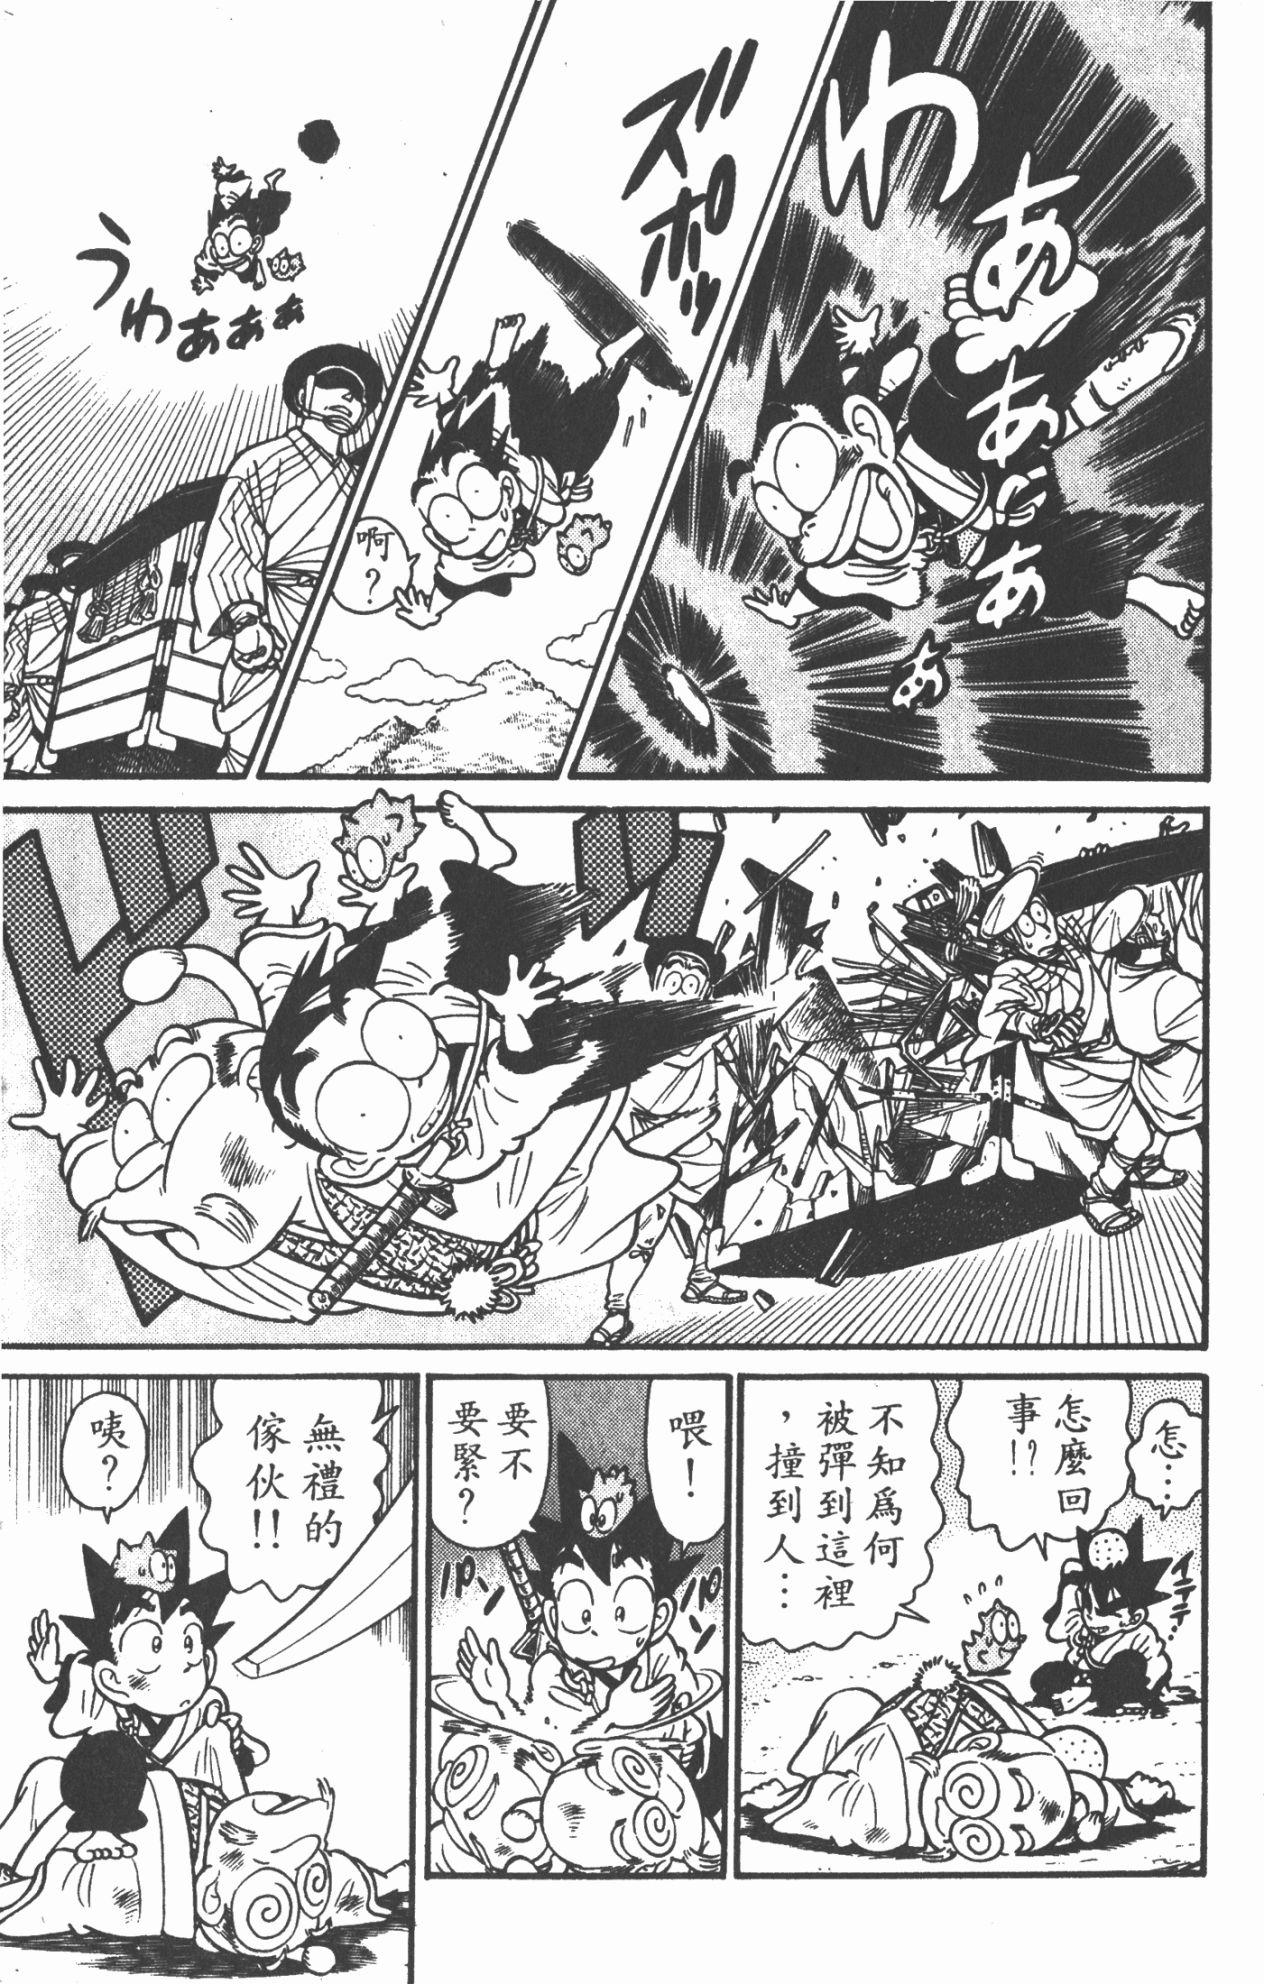 わあああああ
ズポッ
啊？
うわあああ
怎…
怎麼回
事!?
イテテテ…
不知為何
被彈到這裡
，撞到人…
喂！
要不
要緊？
パン
パン
無禮的
傢伙!!
咦？